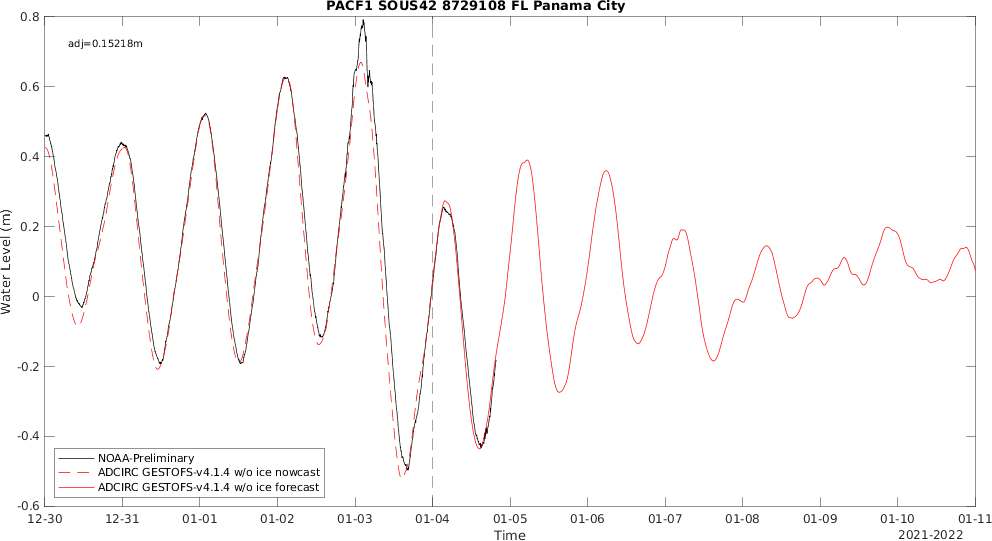 PACF1 SOUS42 8729108 FL Panama City
adj=0.15218m
0.8
0.6
0.4
0.2
0
-0.2
-0.4
-0.6
Water Level (m)
NOAA-Preliminary
ADCIRC GESTOFS-v4.1.4 w/o ice nowcast
ADCIRC GESTOFS-v4.1.4 w/o ice forecast
12-30 12-31 01-01 01-02 01-03 01-04 01-05 01-06 01-07 01-08 01-09 01-10 01-11
Time
2021-2022